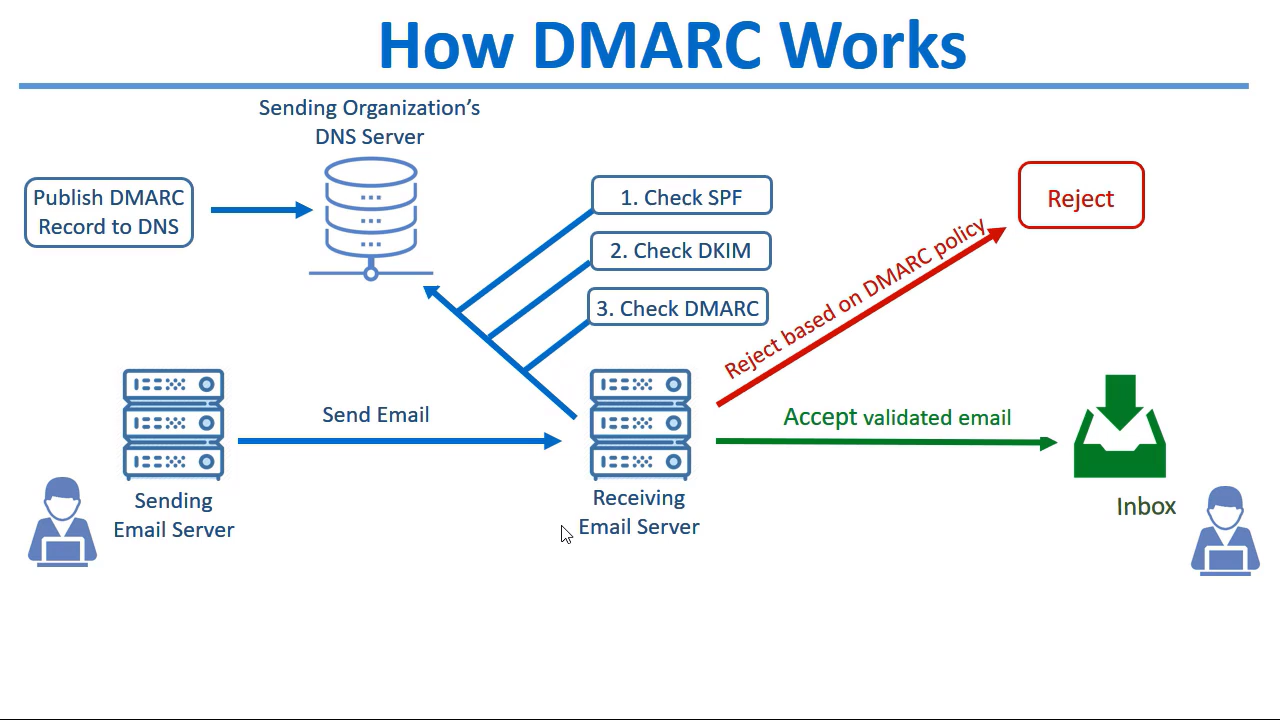 How DMARC Works
Sending Organization's
DNS Server
Publish DMARC
Record to DNS
1. Check SPF
2. Check DKIM
3. Check DMARC
Reject
Reject based on DMARC policy
Send Email
Accept validated email
Sending
Email Server
Receiving
Email Server
Inbox